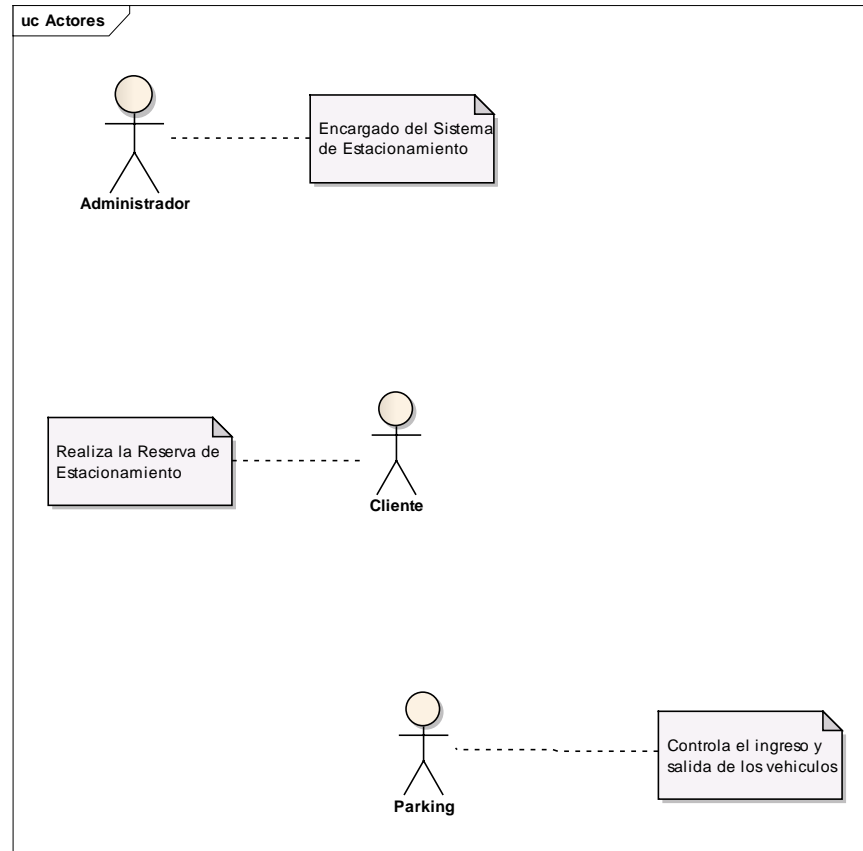 uc Actores
Encargado del Sistema
de Estacionamiento
Administrador
Realiza la Reserva de
Estacionamiento
Cliente
Controla el ingreso y
salida de los vehiculos
Parking